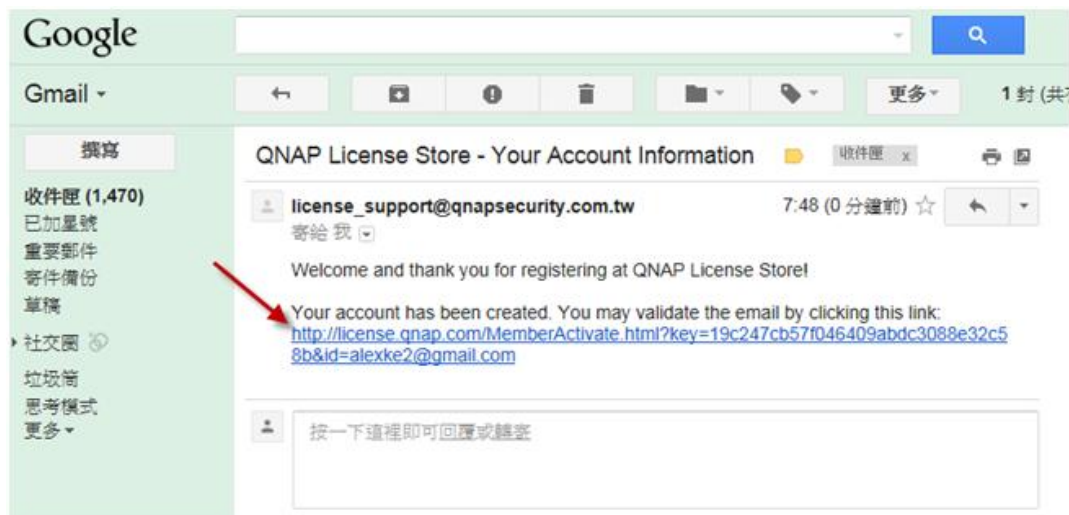 Google
Gmail
更多
1 封 (共
撰寫
收件匣 (1,470)
已加星號
重要郵件
寄件備份
草稿
社交圈
垃圾筒
思考模式
更多
QNAP License Store - Your Account Information
收件匣 x
license_support@qnapsecurity.com.tw
7:48 (0 分鐘前)
寄給 我
Welcome and thank you for registering at QNAP License Store!
Your account has been created. You may validate the email by clicking this link:
http://license.qnap.com/MemberActivate.html?key=19c247cb57f046409abdc3088e32c5
8b&id=alexke2@gmail.com
按一下這裡即可回覆或轉寄